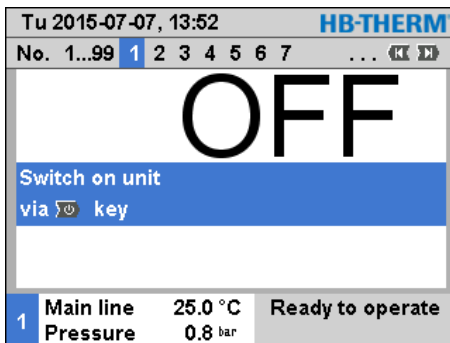 Tu 2015-07-07, 13:52 HB-THERM
No. 1...99 1 2 3 4 5 6 7 ...
OFF
Switch on unit
via key
1 Main line 25.0 °C Ready to operate
Pressure 0.8 bar